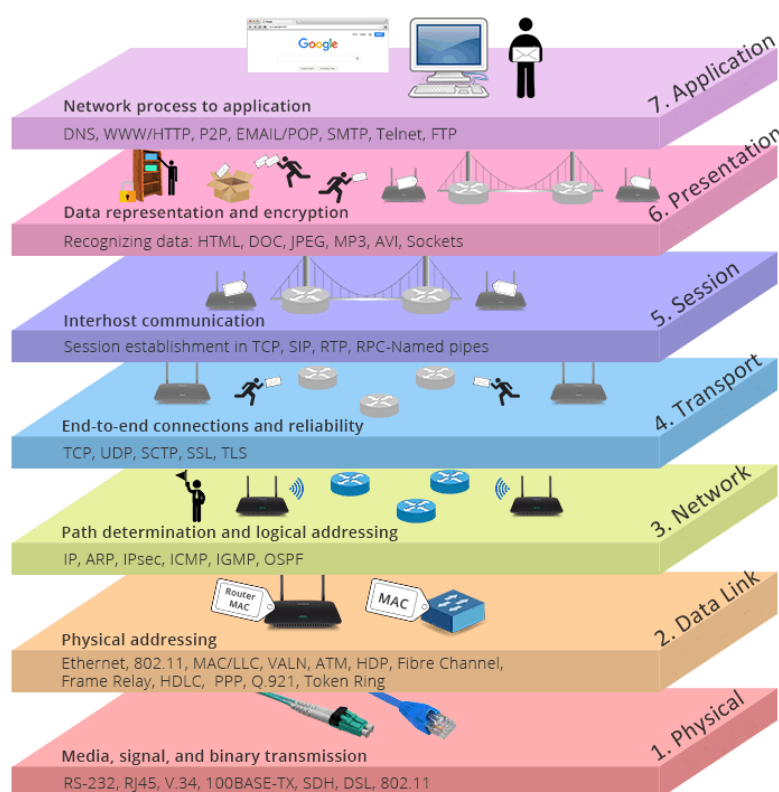 Google
7. Application
Network process to application
DNS, WWW/HTTP, P2P, EMAIL/POP, SMTP, Telnet, FTP
6. Presentation
Data representation and encryption
Recognizing data: HTML, DOC, JPEG, MP3, AVI, Sockets
5. Session
Interhost communication
Session establishment in TCP, SIP, RTP, RPC-Named pipes
4. Transport
End-to-end connections and reliability
TCP, UDP, SCTP, SSL, TLS
3. Network
Path determination and logical addressing
IP, ARP, IPsec, ICMP, IGMP, OSPF
Router
MAC
MAC
2. Data Link
Physical addressing
Ethernet, 802.11, MAC/LLC, VALN, ATM, HDP, Fibre Channel,
Frame Relay, HDLC, PPP, Q.921, Token Ring
1. Physical
Media, signal, and binary transmission
RS-232, RJ45, V.34, 100BASE-TX, SDH, DSL, 802.11